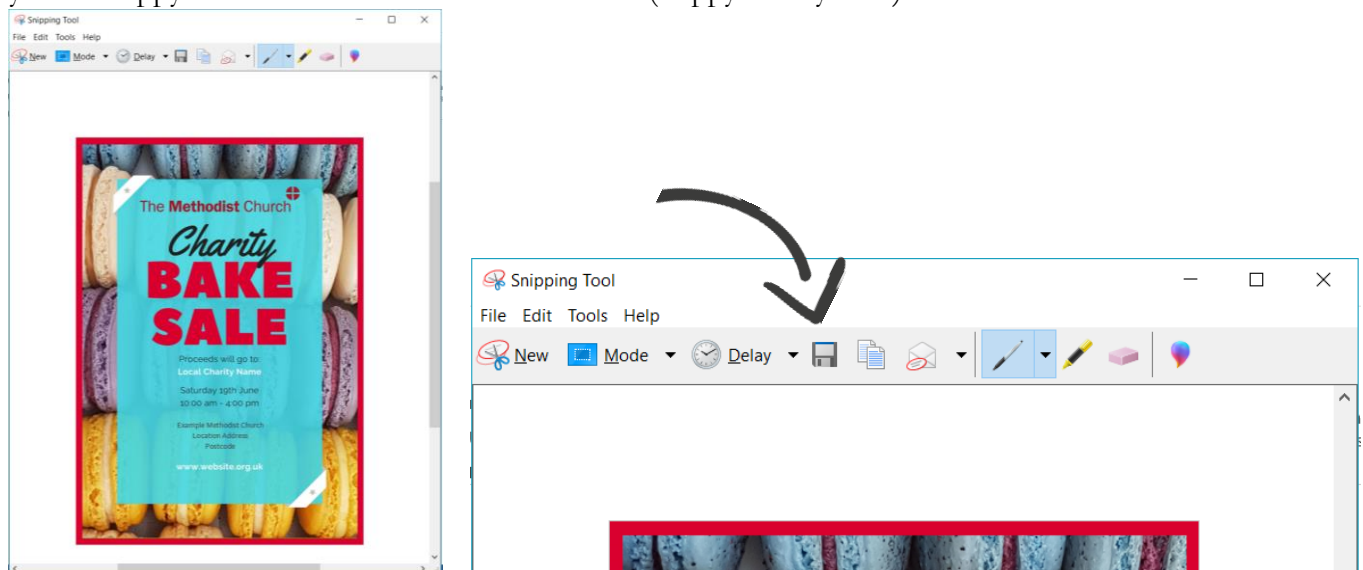 Snipping Tool
File Edit Tools Help
New Mode Delay
The Methodist Church
Charity
BAKE
SALE
Proceeds will go to:
Local Charity Name
Saturday 19th June
10:00 am - 4:00 pm
Example Methodist Church
Location Address
Postcode
www.website.org.uk
Snipping Tool
File Edit Tools Help
New Mode Delay